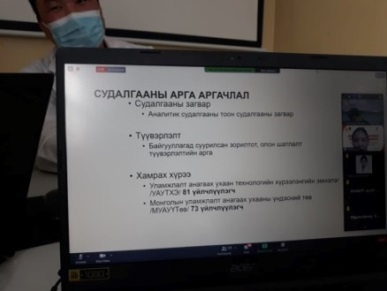 СУДАЛГААНЫ АРГА АРГАЧЛАЛ
• Судалгааны загвар
• Аналитик судалгааны тоон судалгааны загвар
• Түүвэрлэлт
• Байгууллагад суурилсан зорилтот, олон шаплалт
түүвэрлэлтийн арга
• Хамрах хүрээ
• Уламжлалт анагаах ухаан технологийн хүрээлэнгийн эмнэлэг
/УАУТХЭ/ 81 үйлчлүүлэгч
• Монголын уламжлалт анагаах ухааны үндэсний төв
/МУАУҮТөв/ 73 үйлчлүүлэгч
acer